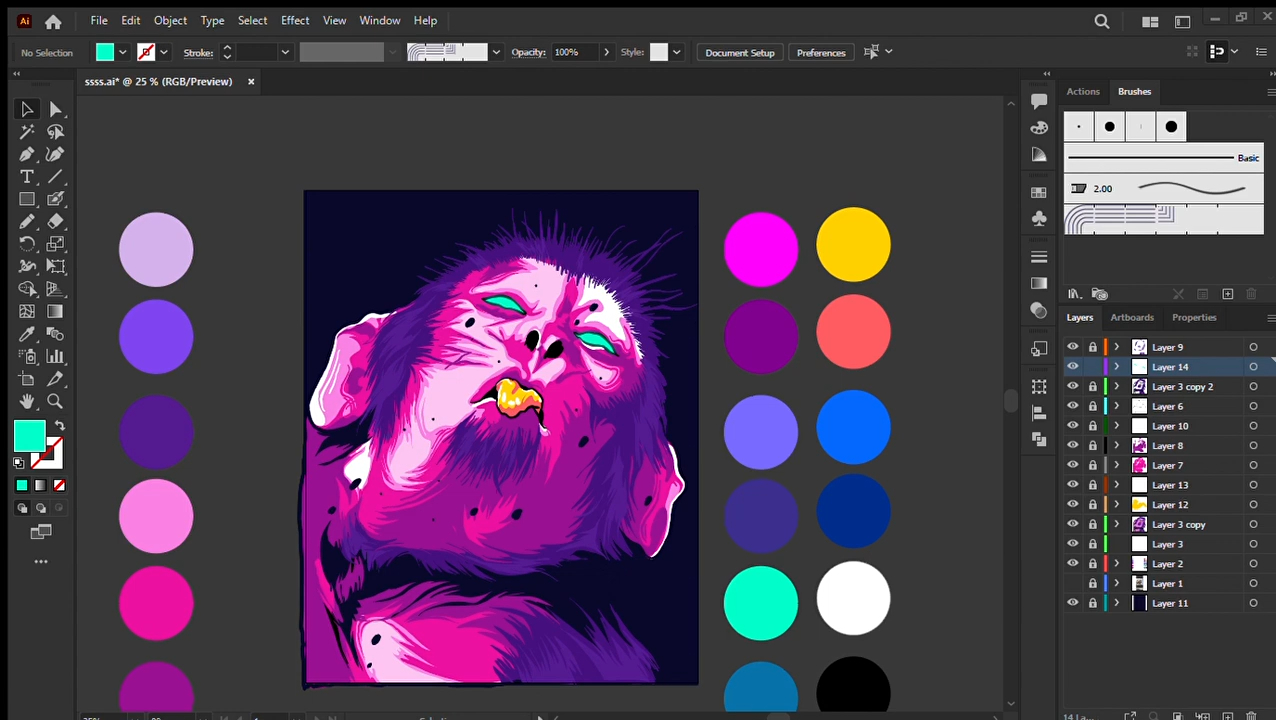 Ai File Edit Object Type Select Effect View Window Help
No Selection Stroke: Opacity: 100% Style: Document Setup Preferences
ssss.ai* @ 25 % (RGB/Preview) ×
Actions Brushes
Basic
2.00
Layers Artboards Properties
Layer 9
Layer 14
Layer 3 copy 2
Layer 6
Layer 10
Layer 8
Layer 7
Layer 13
Layer 12
Layer 3 copy
Layer 3
Layer 2
Layer 1
Layer 11